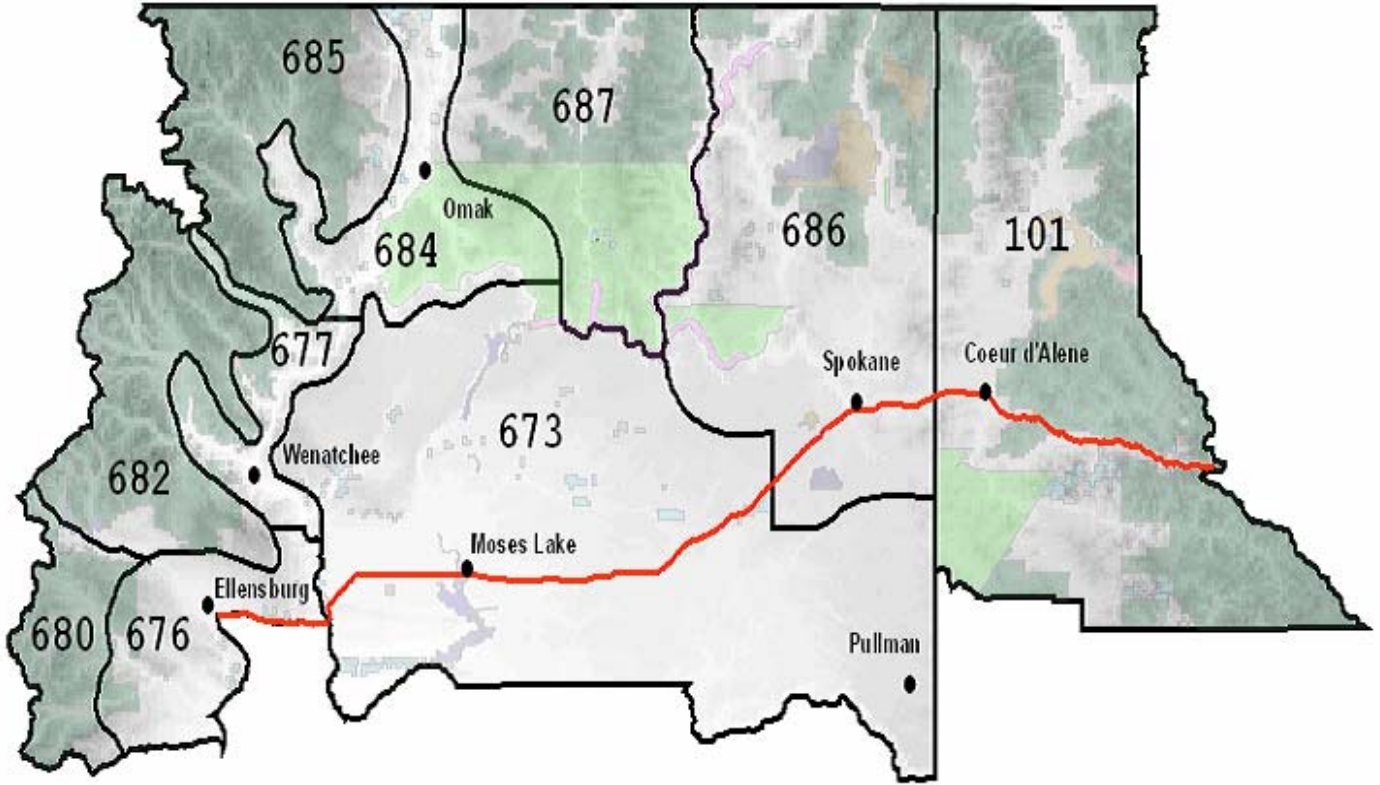 685
687
Omak
684
686
101
677
Spokane
Coeur d'Alene
673
Wenatchee
682
Moses Lake
Ellensburg
680
676
Pullman